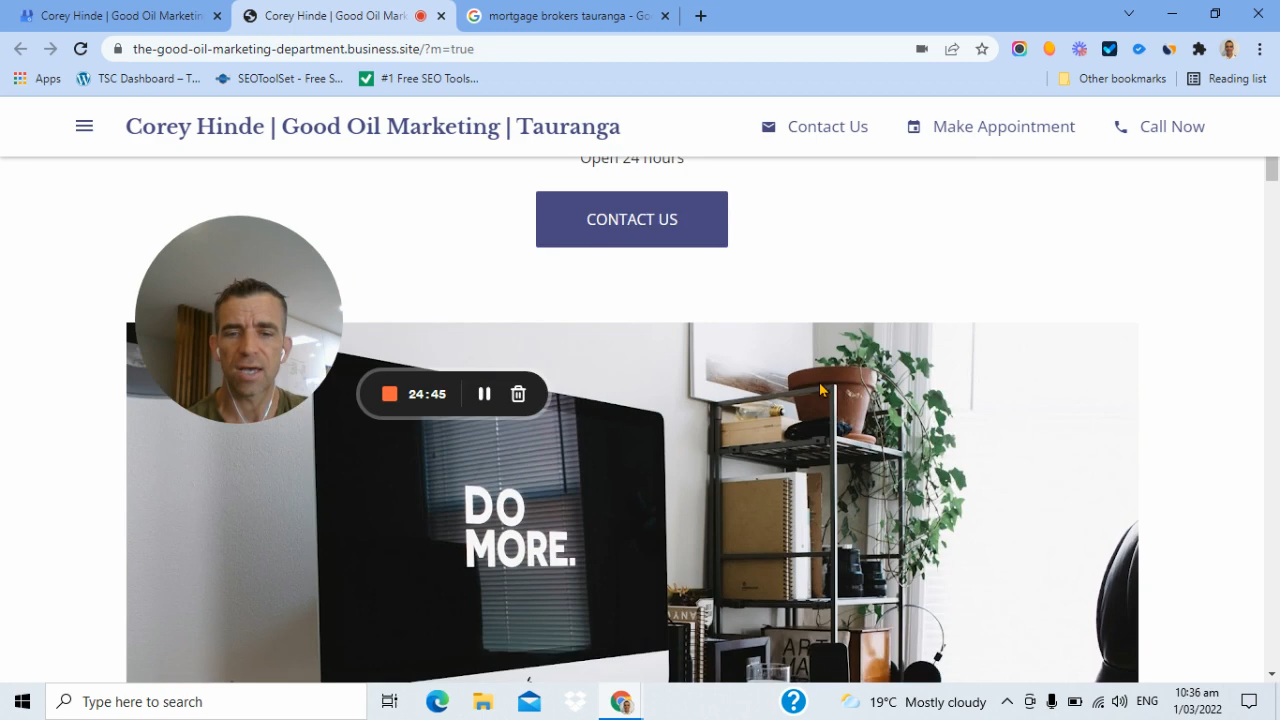 Corey Hinde | Good Oil Mark
Corey Hinde | Good Oil Mar
mortgage brokers - Go
the-good-oil-marketing-department.business.site/?m=true
Apps
TSC Dashboard – T...
SEOToolSet - Free S...
#1 Free SEO Tools...
Other bookmarks
Reading list
Corey Hinde | Good Oil Marketing | Tauranga
Contact Us
Make Appointment
Call Now
Open 24 hours
CONTACT US
24:45
DO
MORE.
Type here to search
19°C Mostly cloudy
ENG
10:36 am
1/03/2022